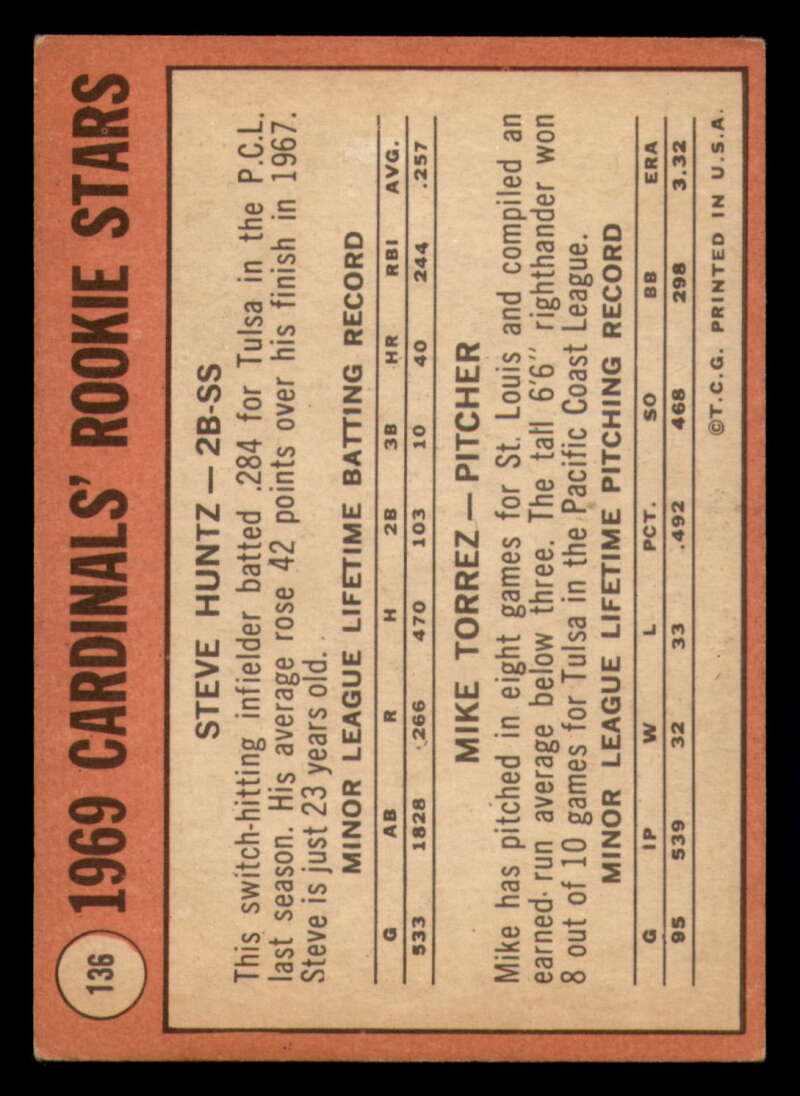 136
1969 CARDINALS' ROOKIE STARS
STEVE HUNTZ — 2B-SS
This switch-hitting infielder batted .284 for Tulsa in the P.C.L.
last season. His average rose 42 points over his finish in 1967.
Steve is just 23 years old.
MINOR LEAGUE LIFETIME BATTING RECORD
G AB R H 2B 3B HR RBI AVG.
533 1828 266 470 103 10 40 244 .257
MIKE TORREZ — PITCHER
Mike has pitched in eight games for St. Louis and compiled an
earned run average below three. The tall 6'6" righthander won
8 out of 10 games for Tulsa in the Pacific Coast League.
MINOR LEAGUE LIFETIME PITCHING RECORD
G IP W L PCT. SO BB ERA
95 539 32 33 .492 468 298 3.32
©T.C.G. PRINTED IN U.S.A.